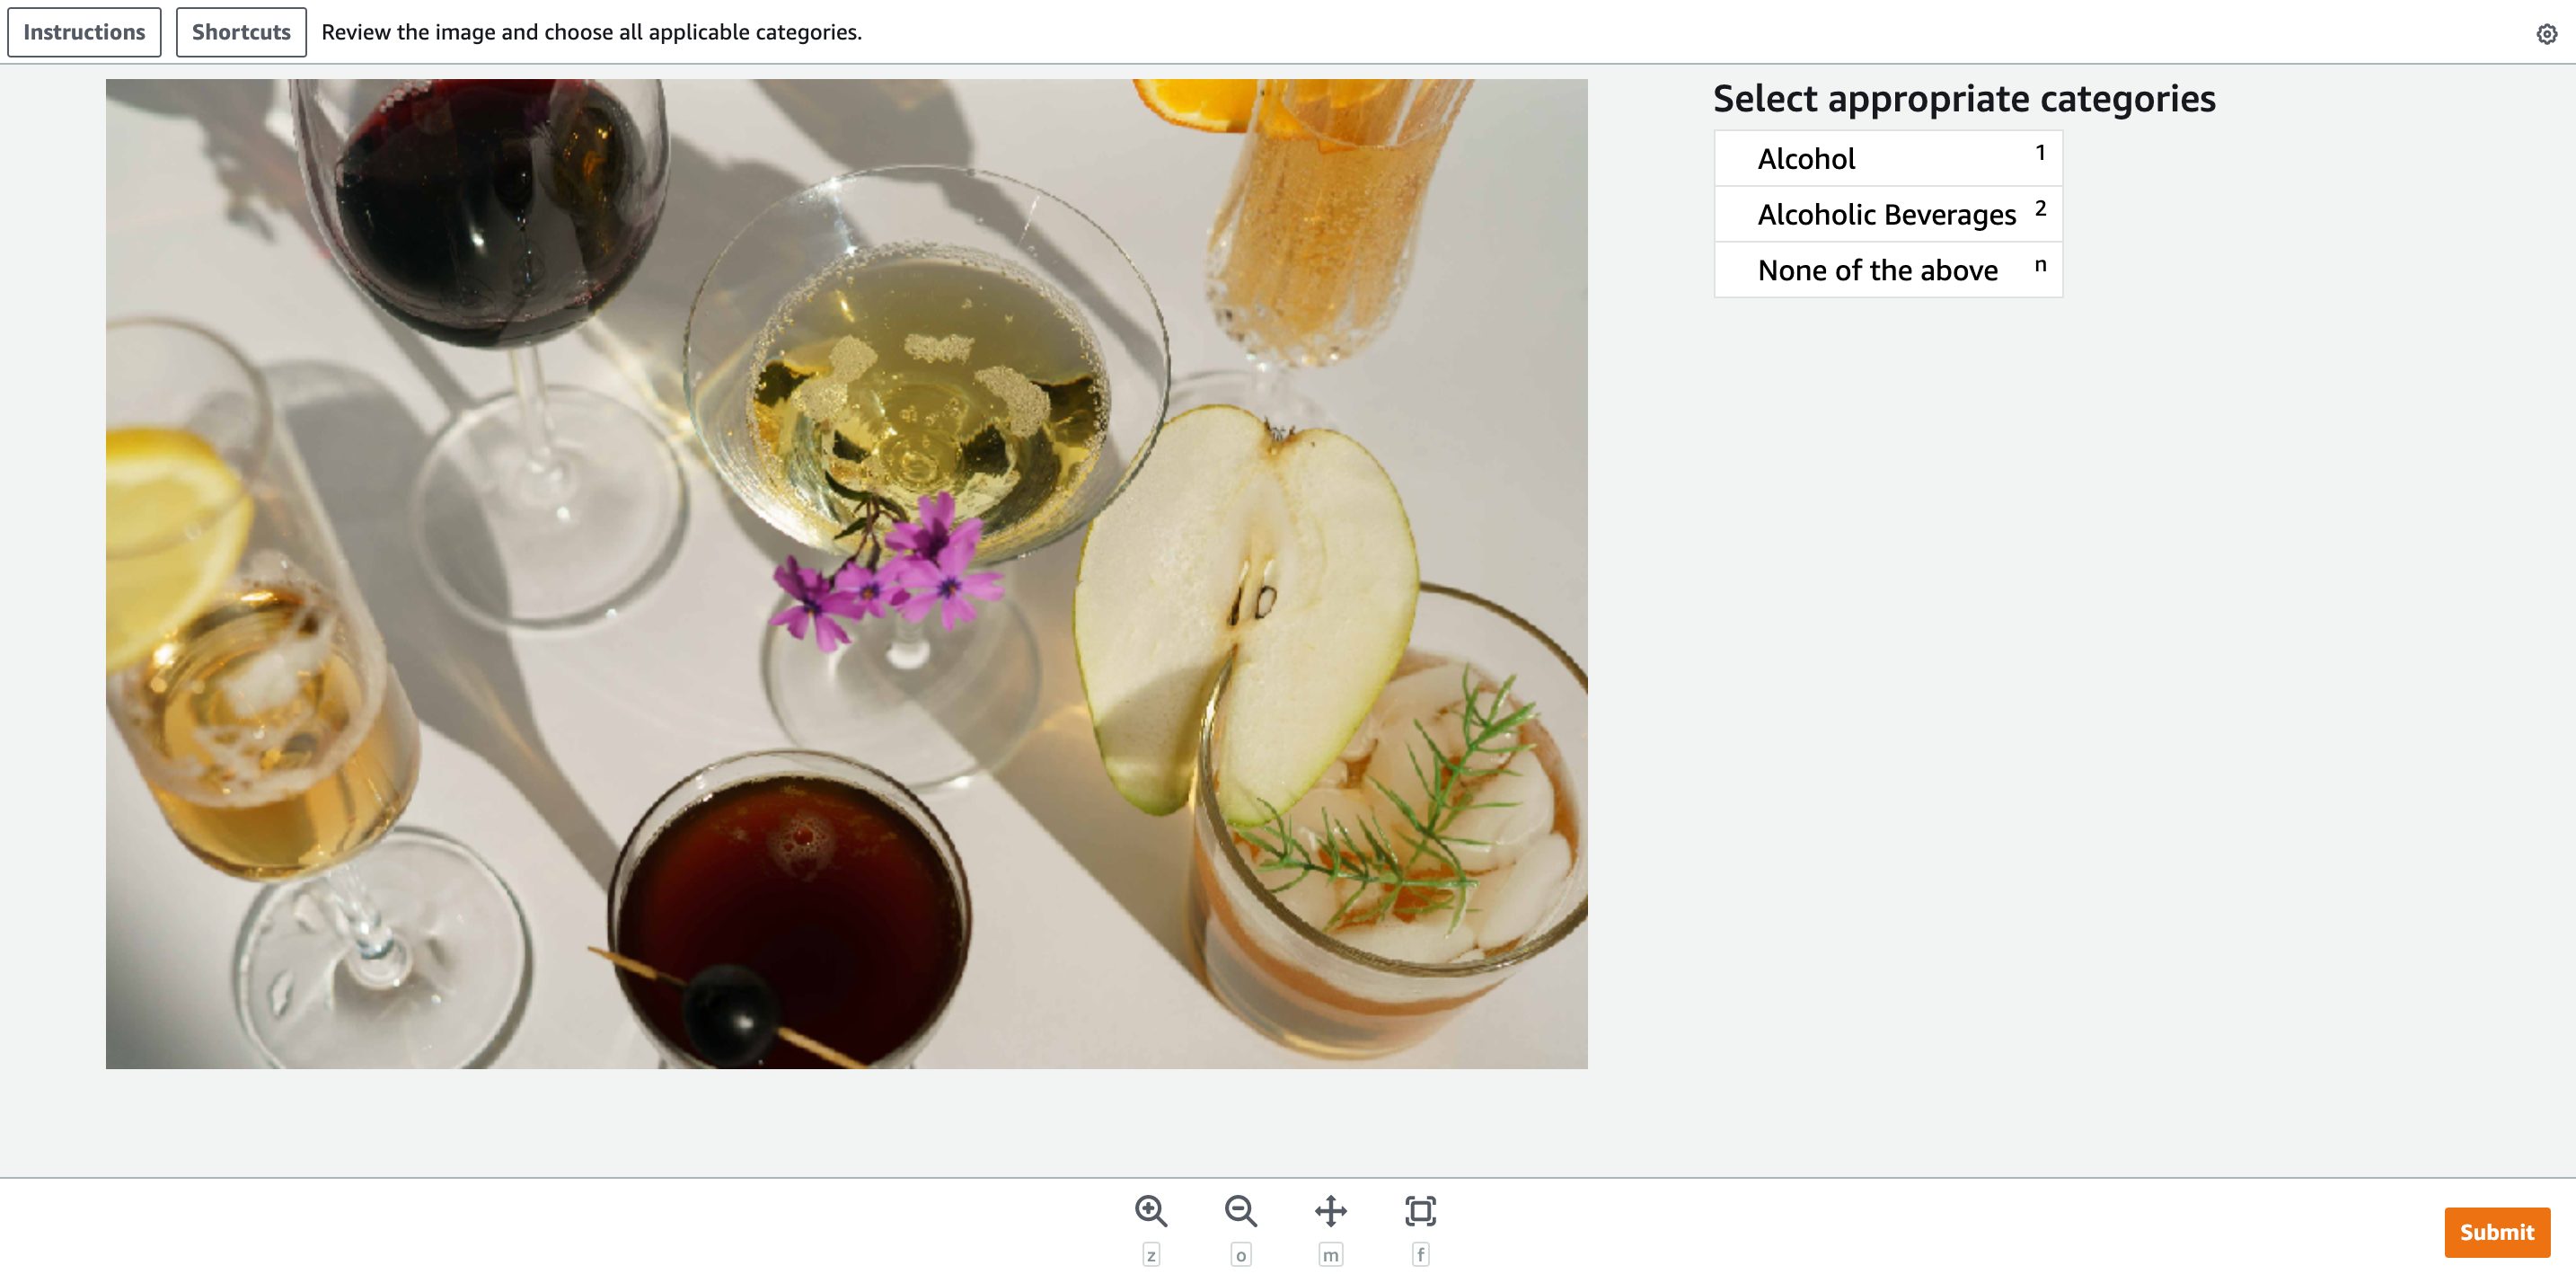 Instructions Shortcuts Review the image and choose all applicable categories.
Select appropriate categories
Alcohol 1
Alcoholic Beverages 2
None of the above n
z o m f
Submit